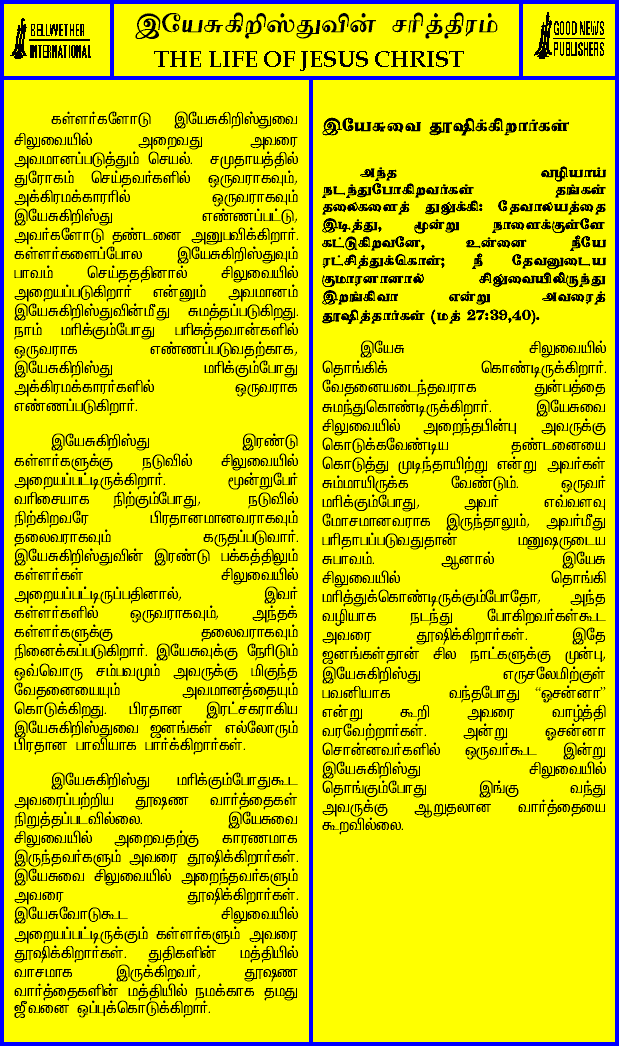 BELLWETHER
INTERNATIONAL
இயேசுகிறிஸ்துவின் சரித்திரம்
THE LIFE OF JESUS CHRIST
GOOD NEWS
PUBLISHERS
கள்ளர்களோடு இயேசுகிறிஸ்துவை
சிலுவையில் அறைவது அவரை
அவமானப்படுத்தும் செயல். சமுதாயத்தில்
துரோகம் செய்தவர்களில் ஒருவராகவும்,
அக்கிரமக்காரரில் ஒருவராகவும்
இயேசுகிறிஸ்து எண்ணப்பட்டு,
அவர்களோடு தண்டனை அனுபவிக்கிறார்.
கள்ளர்களைப்போல இயேசுகிறிஸ்துவும்
பாவம் செய்தததினால் சிலுவையில்
அறையப்படுகிறார் என்னும் அவமானம்
இயேசுகிறிஸ்துவின்மீது சுமத்தப்படுகிறது.
நாம் மரிக்கும்போது பரிசுத்தவான்களில்
ஒருவராக எண்ணப்படுவதற்காக,
இயேசுகிறிஸ்து மரிக்கும்போது
அக்கிரமக்காரர்களில் ஒருவராக
எண்ணப்படுகிறார்.
இயேசுகிறிஸ்து இரண்டு
கள்ளர்களுக்கு நடுவில் சிலுவையில்
அறையப்பட்டிருக்கிறார். மூன்றுபேர்
வரிசையாக நிற்கும்போது, நடுவில்
நிற்கிறவரே பிரதானமானவராகவும்
தலைவராகவும் கருதப்படுவார்.
இயேசுகிறிஸ்துவின் இரண்டு பக்கத்திலும்
கள்ளர்கள் சிலுவையில்
அறையப்பட்டிருப்பதினால், இவர்
கள்ளர்களில் ஒருவராகவும், அந்தக்
கள்ளர்களுக்கு தலைவராகவும்
நினைக்கப்படுகிறார். இயேசுவுக்கு நேரிடும்
ஒவ்வொரு சம்பவமும் அவருக்கு மிகுந்த
வேதனையையும் அவமானத்தையும்
கொடுக்கிறது. பிரதான இரட்சகராகிய
இயேசுகிறிஸ்துவை ஜனங்கள் எல்லோரும்
பிரதான பாவியாக பார்க்கிறார்கள்.
இயேசுகிறிஸ்து மரிக்கும்போதுகூட
அவரைப்பற்றிய தூஷண வார்த்தைகள்
நிறுத்தப்படவில்லை. இயேசுவை
சிலுவையில் அறைவதற்கு காரணமாக
இருந்தவர்களும் அவரை தூஷிக்கிறார்கள்.
இயேசுவை சிலுவையில் அறைந்தவர்களும்
அவரை தூஷிக்கிறார்கள்.
இயேசுவோடுகூட சிலுவையில்
அறையப்பட்டிருக்கும் கள்ளர்களும் அவரை
தூஷிக்கிறார்கள். துதிகளின் மத்தியில்
வாசமாக இருக்கிறவர், தூஷண
வார்த்தைகளின் மத்தியில் நமக்காக தமது
ஜீவனை ஒப்புக்கொடுக்கிறார்.
இயேசுவை தூஷிக்கிறார்கள்
அந்த வழியாய்
நடந்துபோகிறவர்கள் தங்கள்
தலைகளைத் துலுக்கி: தேவாலயத்தை
இடித்து, மூன்று நாளைக்குள்ளே
கட்டுகிறவனே, உன்னை நீயே
ரட்சித்துக்கொள்; நீ தேவனுடைய
குமாரனானால் சிலுவையிலிருந்து
இறங்கிவா என்று அவரைத்
தூஷித்தார்கள் (மத் 27:39,40).
இயேசு சிலுவையில்
தொங்கிக் கொண்டிருக்கிறார்.
வேதனையடைந்தவராக துன்பத்தை
சுமந்துகொண்டிருக்கிறார். இயேசுவை
சிலுவையில் அறைந்தபின்பு அவருக்கு
கொடுக்கவேண்டிய தண்டனையை
கொடுத்து முடிந்தாயிற்று என்று அவர்கள்
சும்மாயிருக்க வேண்டும். ஒருவர்
மரிக்கும்போது, அவர் எவ்வளவு
மோசமானவராக இருந்தாலும், அவர்மீது
பரிதாபப்படுவதுதான் மனுஷருடைய
சுபாவம். ஆனால் இயேசு
சிலுவையில் தொங்கி
மரித்துக்கொண்டிருக்கும்போதோ, அந்த
வழியாக நடந்து போகிறவர்கள்கூட
அவரை தூஷிக்கிறார்கள். இதே
ஜனங்கள்தான் சில நாட்களுக்கு முன்பு,
இயேசுகிறிஸ்து எருசலேமிற்குள்
பவனியாக வந்தபோது “ஓசன்னா”
என்று கூறி அவரை வாழ்த்தி
வரவேற்றார்கள். அன்று ஓசன்னா
சொன்னவர்களில் ஒருவர்கூட இன்று
இயேசுகிறிஸ்து சிலுவையில்
தொங்கும்போது இங்கு வந்து
அவருக்கு ஆறுதலான வார்த்தையை
கூறவில்லை.